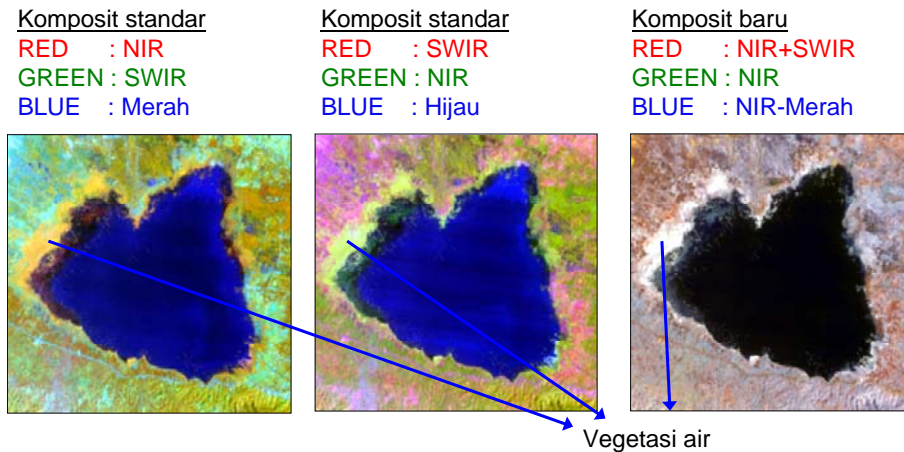 Komposit standar
RED : NIR
GREEN : SWIR
BLUE : Merah
Komposit standar
RED : SWIR
GREEN : NIR
BLUE : Hijau
Komposit baru
RED : NIR+SWIR
GREEN : NIR
BLUE : NIR-Merah
Vegetasi air